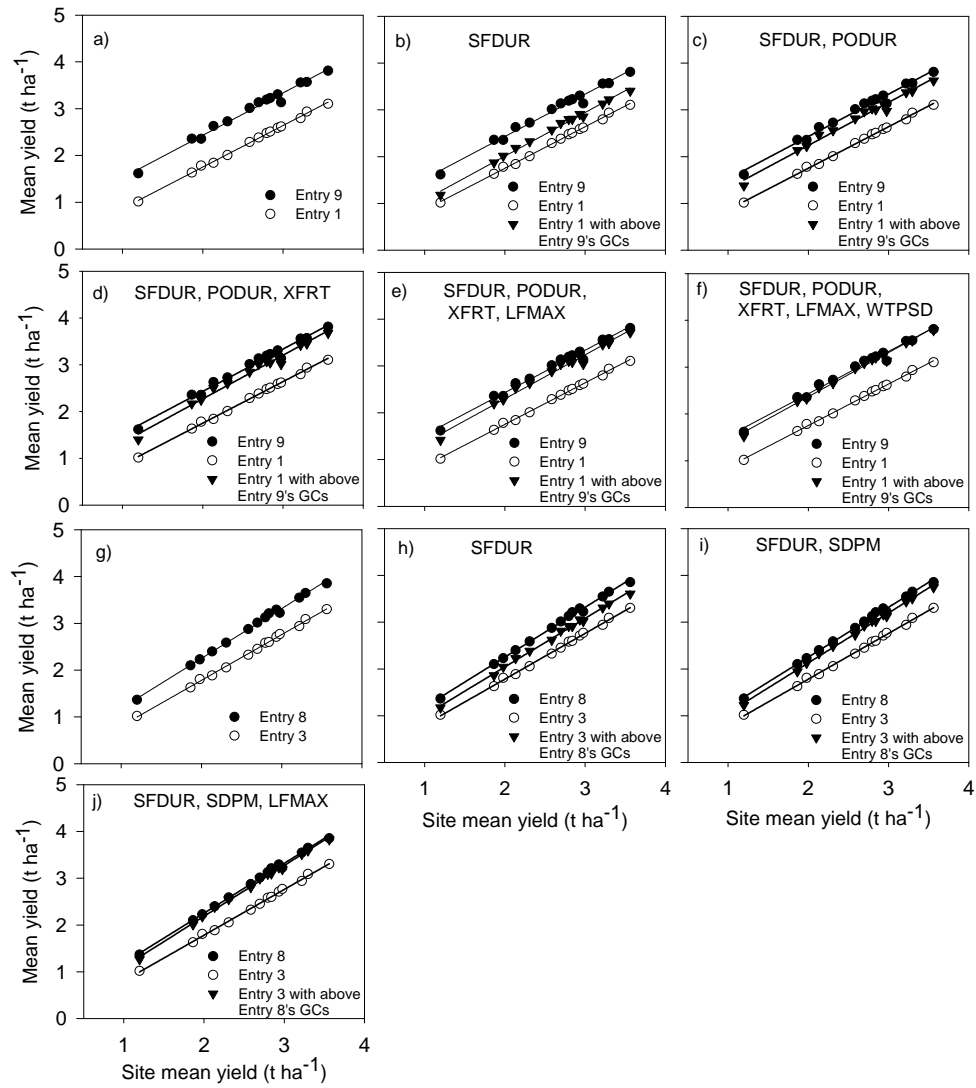 a)
5
4
3
2
1
0
Mean yield (t ha-1)
Entry 9
Entry 1
b)
SFDUR
Entry 9
Entry 1
Entry 1 with above
Entry 9's GCs
c)
SFDUR, PODUR
Entry 9
Entry 1
Entry 1 with above
Entry 9's GCs
d)
SFDUR, PODUR, XFRT
5
4
3
2
1
0
Mean yield (t ha-1)
Entry 9
Entry 1
Entry 1 with above
Entry 9's GCs
e)
SFDUR, PODUR,
XFRT, LFMAX
Entry 9
Entry 1
Entry 1 with above
Entry 9's GCs
f)
SFDUR, PODUR,
XFRT, LFMAX, WTPSD
Entry 9
Entry 1
Entry 1 with above
Entry 9's GCs
g)
5
4
3
2
1
0
Mean yield (t ha-1)
Entry 8
Entry 3
h)
SFDUR
Entry 8
Entry 3
Entry 3 with above
Entry 8's GCs
1 2 3 4
Site mean yield (t ha-1)
i)
SFDUR, SDPM
Entry 8
Entry 3
Entry 3 with above
Entry 8's GCs
1 2 3 4
Site mean yield (t ha-1)
j)
SFDUR, SDPM, LFMAX
5
4
3
2
1
0
Mean yield (t ha-1)
Entry 8
Entry 3
Entry 3 with above
Entry 8's GCs
1 2 3 4
Site mean yield (t ha-1)